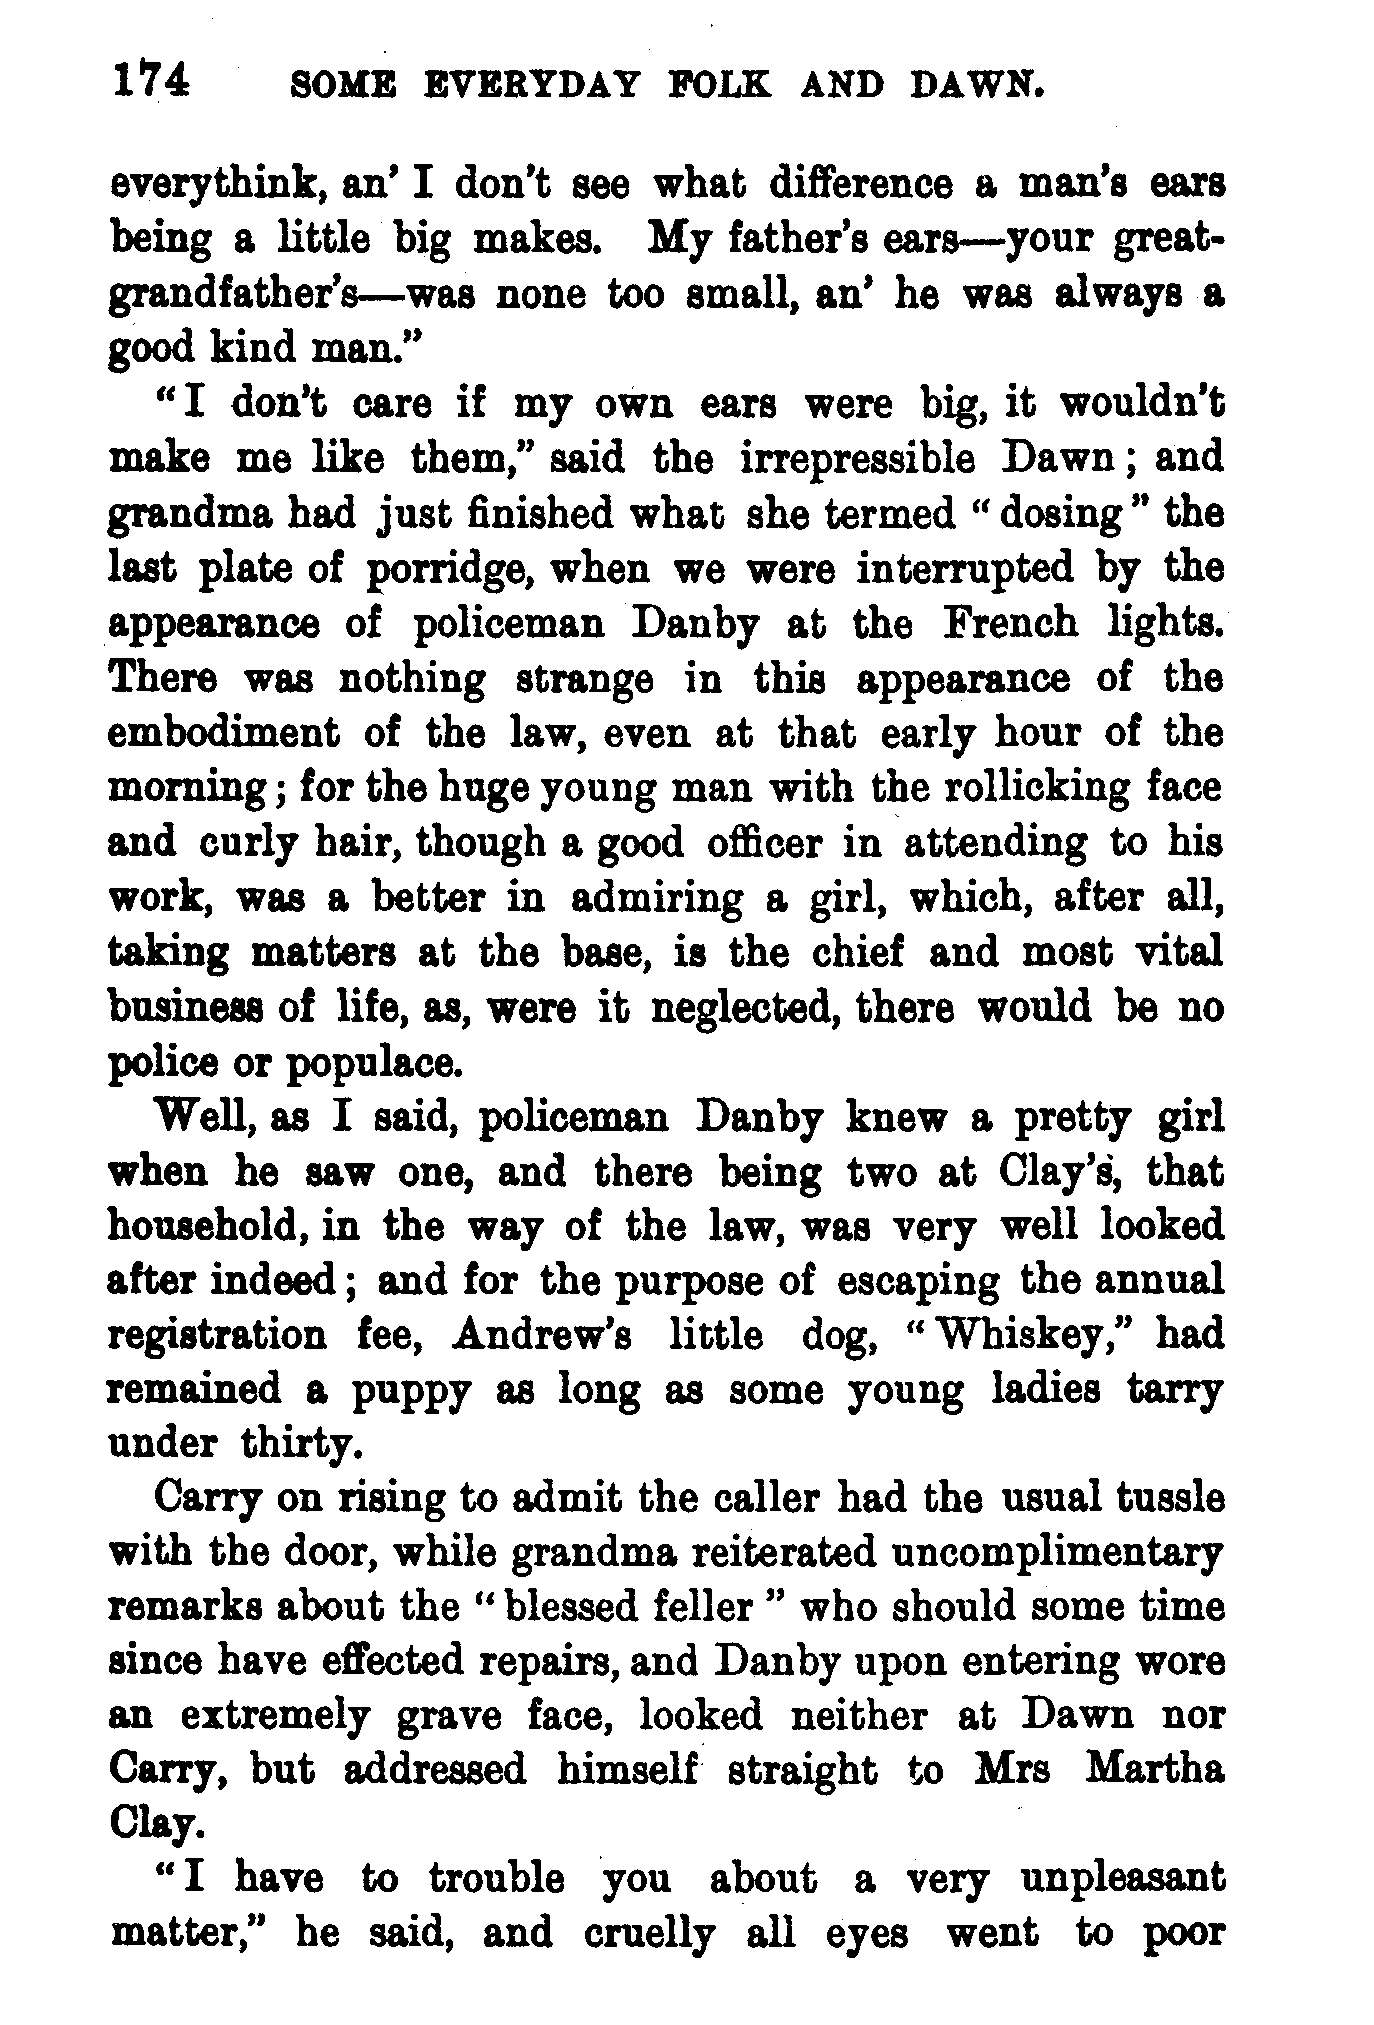 174 SOME EVERYDAY FOLK AND DAWN.
everythink, an' I don't see what difference a man's ears
being a little big makes. My father's ears—your great-
grandfather's—was none too small, an' he was always a
good kind man."
"I don't care if my own ears were big, it wouldn't
make me like them," said the irrepressible Dawn; and
grandma had just finished what she termed "dosing" the
last plate of porridge, when we were interrupted by the
appearance of policeman Danby at the French lights.
There was nothing strange in this appearance of the
embodiment of the law, even at that early hour of the
morning; for the huge young man with the rollicking face
and curly hair, though a good officer in attending to his
work, was a better in admiring a girl, which, after all,
taking matters at the base, is the chief and most vital
business of life, as, were it neglected, there would be no
police or populace.
Well, as I said, policeman Danby knew a pretty girl
when he saw one, and there being two at Clay's, that
household, in the way of the law, was very well looked
after indeed; and for the purpose of escaping the annual
registration fee, Andrew's little dog, "Whiskey," had
remained a puppy as long as some young ladies tarry
under thirty.
Carry on rising to admit the caller had the usual tussle
with the door, while grandma reiterated uncomplimentary
remarks about the "blessed feller" who should some time
since have effected repairs, and Danby upon entering wore
an extremely grave face, looked neither at Dawn nor
Carry, but addressed himself straight to Mrs Martha
Clay.
"I have to trouble you about a very unpleasant
matter," he said, and cruelly all eyes went to poor